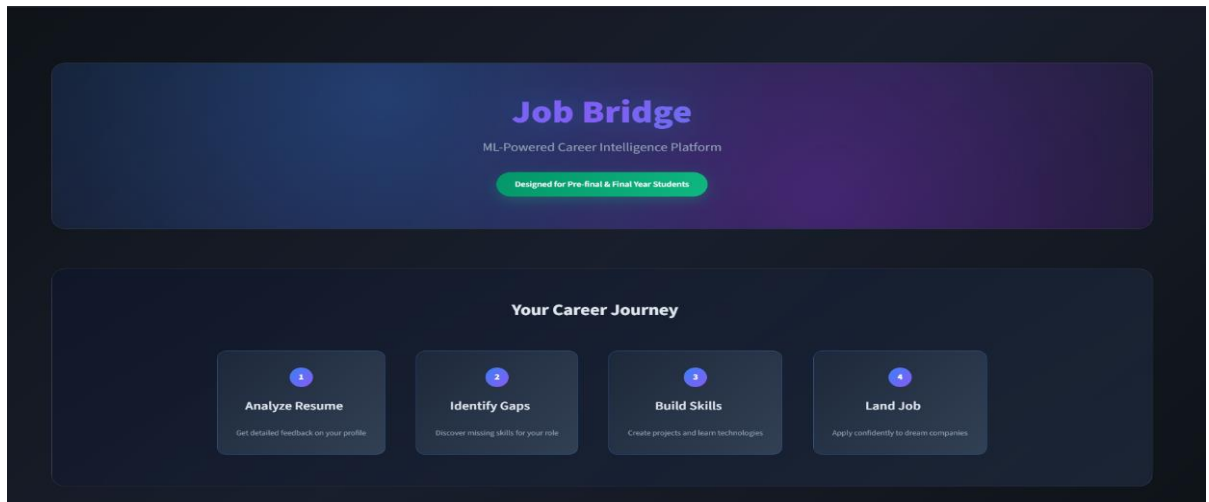 Job Bridge
ML-Powered Career Intelligence Platform
Designed for Pre-final & Final Year Students
Your Career Journey
1
Analyze Resume
Get detailed feedback on your profile
2
Identify Gaps
Discover missing skills for your role
3
Build Skills
Create projects and learn technologies
4
Land Job
Apply confidently to dream companies